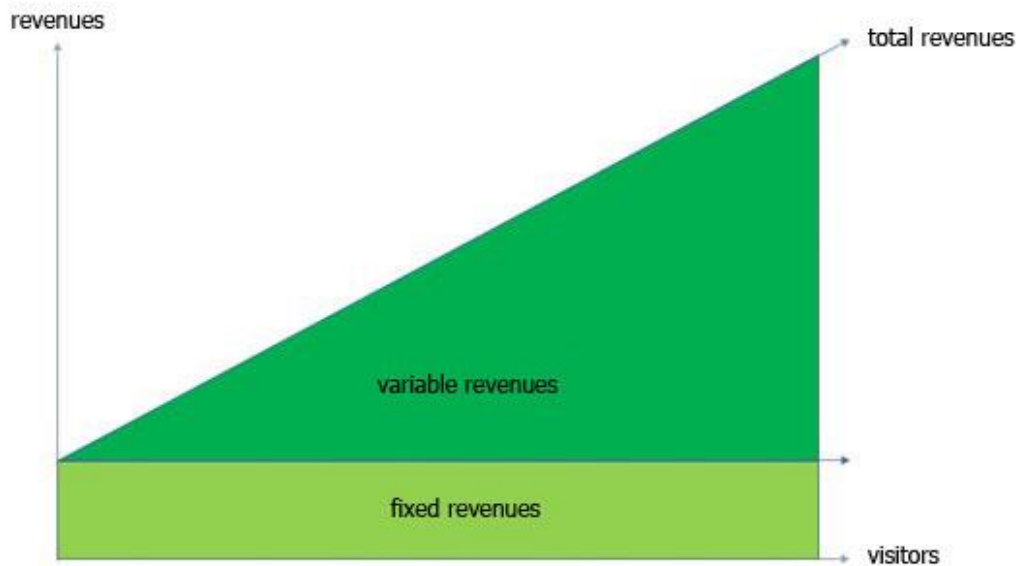 revenues
total revenues
variable revenues
fixed revenues
visitors